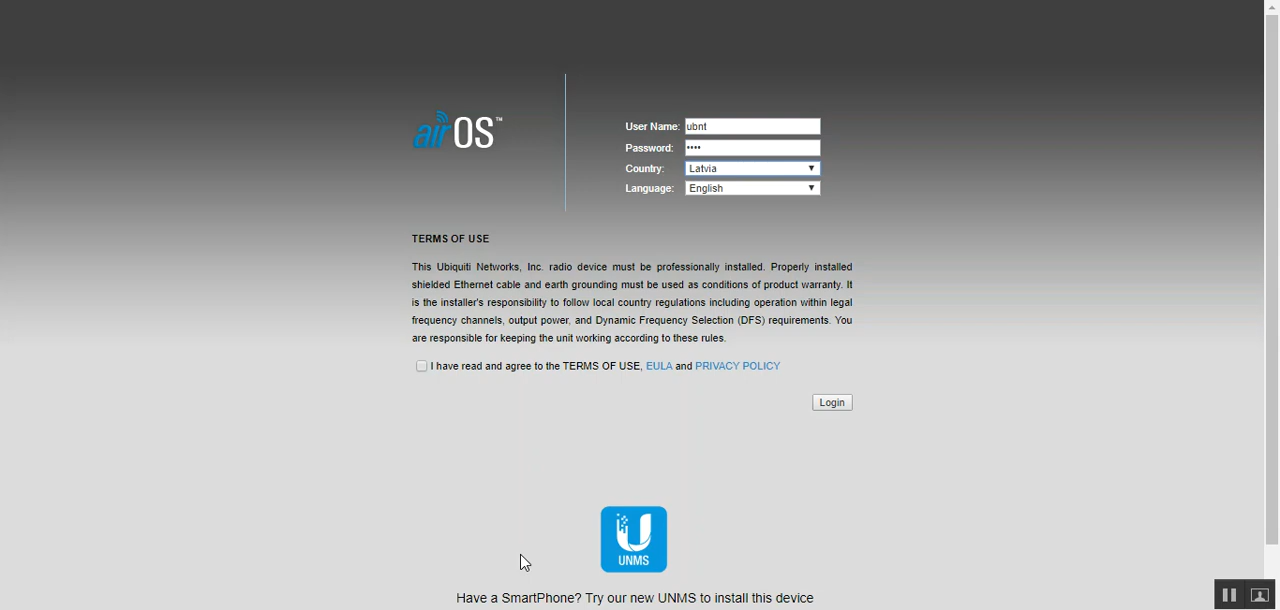 airOS™
User Name: ubnt
Password: ••••
Country: Latvia
Language: English
TERMS OF USE
This Ubiquiti Networks, Inc. radio device must be professionally installed. Properly installed
shielded Ethernet cable and earth grounding must be used as conditions of product warranty. It
is the installer's responsibility to follow local country regulations including operation within legal
frequency channels, output power, and Dynamic Frequency Selection (DFS) requirements. You
are responsible for keeping the unit working according to these rules.
I have read and agree to the TERMS OF USE, EULA and PRIVACY POLICY
Login
UNMS
Have a SmartPhone? Try our new UNMS to install this device